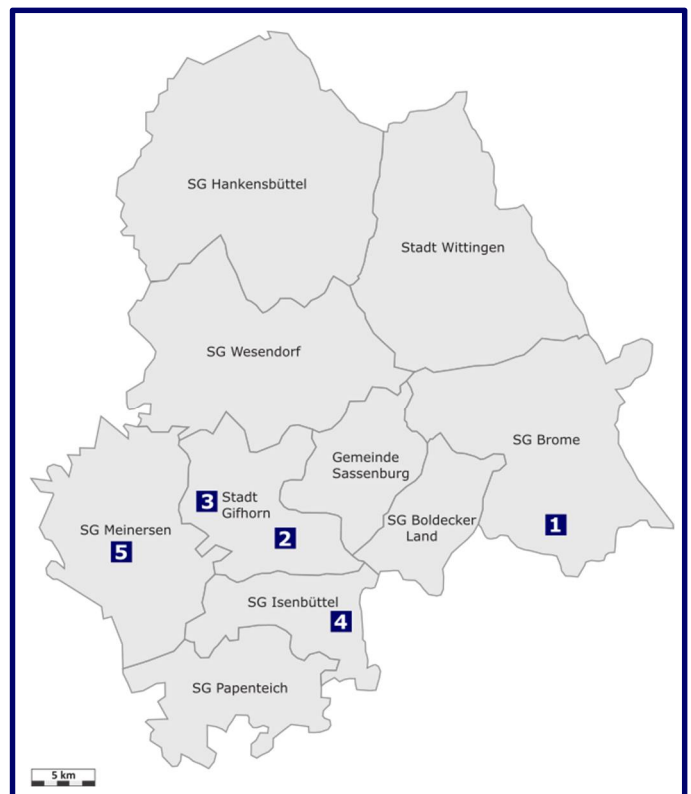 SG Hankensbüttel
Stadt Wittingen
SG Wesendorf
SG Brome
Gemeinde
Sassenburg
3 Stadt
Gifhorn
SG Boldecker
Land
1
SG Meinersen
2
5
SG Isenbüttel
4
SG Papenteich
5 km